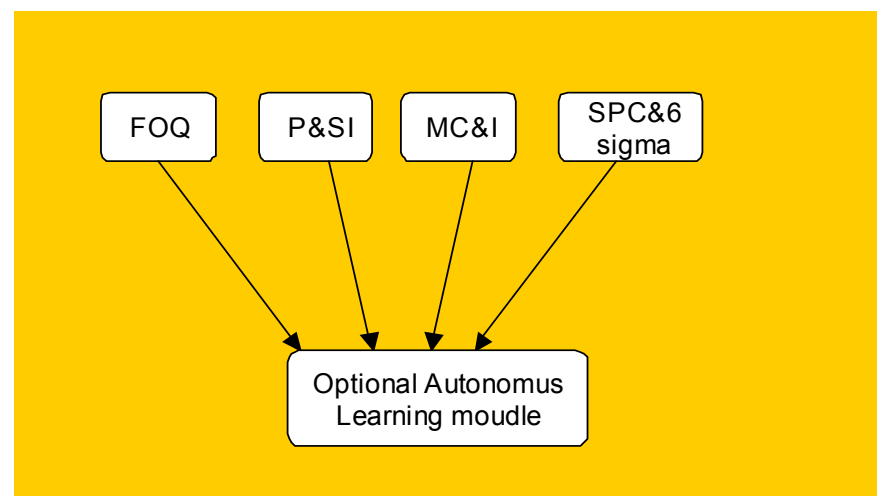 FOQ
P&SI
MC&I
SPC&6
sigma
Optional Autonomus
Learning moudle